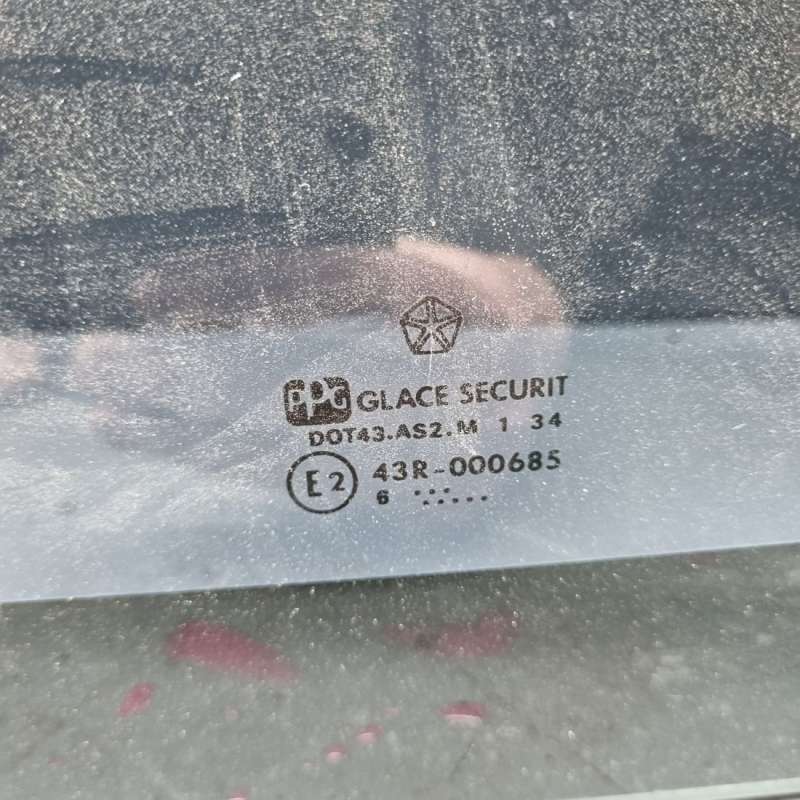 PPG GLACE SECURIT
DOT43.AS2.M 1 34
E2 43R-000685
6